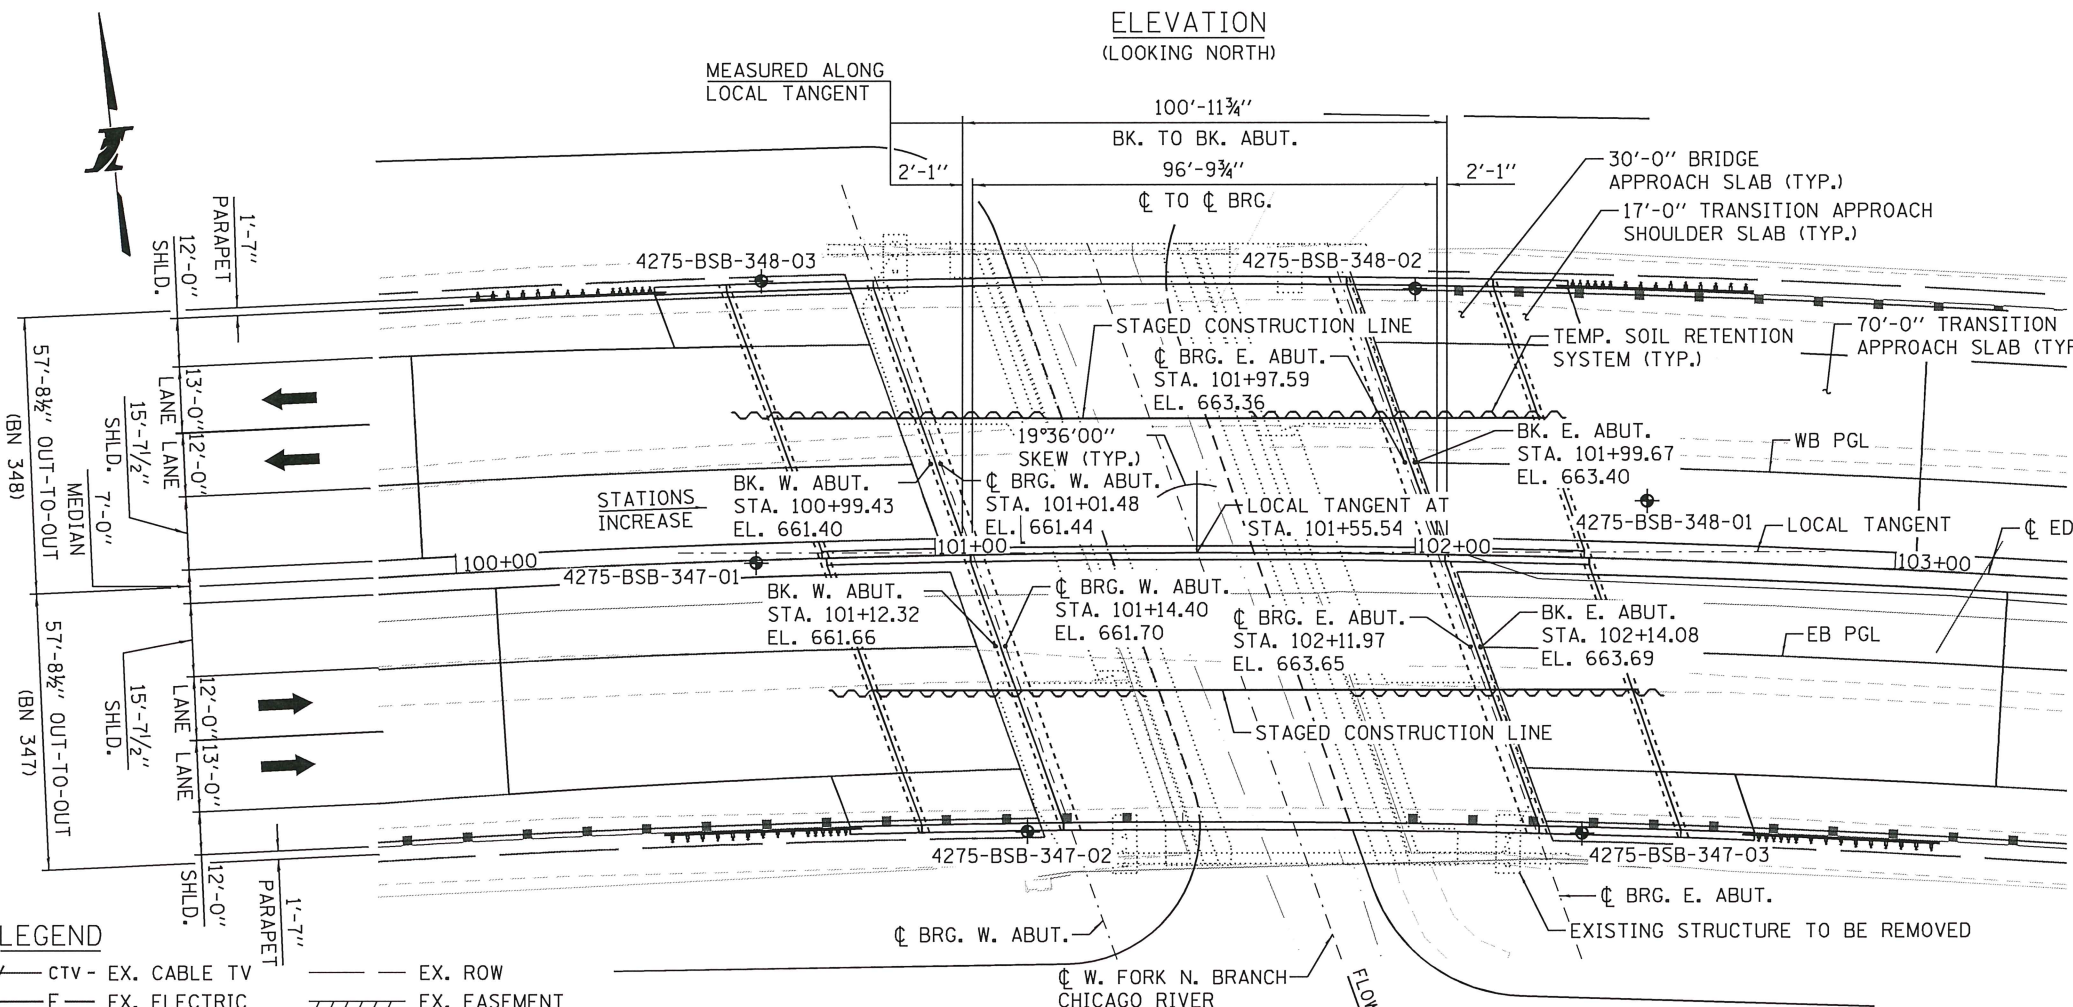 ELEVATION
(LOOKING NORTH)
MEASURED ALONG
LOCAL TANGENT
100'-11¾"
BK. TO BK. ABUT.
2'-1"
96'-9¾"
2'-1"
℄ TO ℄ BRG.
30'-0" BRIDGE
APPROACH SLAB (TYP.)
17'-0" TRANSITION APPROACH
SHOULDER SLAB (TYP.)
1'-7"
PARAPET
12'-0"
SHLD.
4275-BSB-348-03
4275-BSB-348-02
STAGED CONSTRUCTION LINE
TEMP. SOIL RETENTION
SYSTEM (TYP.)
70'-0" TRANSITION
APPROACH SLAB (TYP
℄ BRG. E. ABUT.
STA. 101+97.59
EL. 663.36
57'-8½" OUT-TO-OUT
(BN 348)
13'-0"
LANE
12'-0"
LANE
15'-7½"
SHLD.
7'-0"
MEDIAN
19°36'00"
SKEW (TYP.)
BK. E. ABUT.
STA. 101+99.67
EL. 663.40
WB PGL
BK. W. ABUT.
STA. 100+99.43
EL. 661.40
℄ BRG. W. ABUT.
STA. 101+01.48
EL. 661.44
STATIONS
INCREASE
LOCAL TANGENT AT
STA. 101+55.54
4275-BSB-348-01
LOCAL TANGENT
℄ ED
100+00
101+00
102+00
103+00
4275-BSB-347-01
BK. W. ABUT.
STA. 101+12.32
EL. 661.66
℄ BRG. W. ABUT.
STA. 101+14.40
EL. 661.70
℄ BRG. E. ABUT.
STA. 102+11.97
EL. 663.65
BK. E. ABUT.
STA. 102+14.08
EL. 663.69
EB PGL
57'-8½" OUT-TO-OUT
(BN 347)
15'-7½"
SHLD.
12'-0"
LANE
13'-0"
LANE
STAGED CONSTRUCTION LINE
12'-0"
SHLD.
1'-7"
PARAPET
4275-BSB-347-02
4275-BSB-347-03
℄ BRG. W. ABUT.
℄ BRG. E. ABUT.
EXISTING STRUCTURE TO BE REMOVED
℄ W. FORK N. BRANCH
CHICAGO RIVER
FLOW
LEGEND
CTV - EX. CABLE TV
EX. ROW
E EX. ELECTRIC
EX. EASEMENT